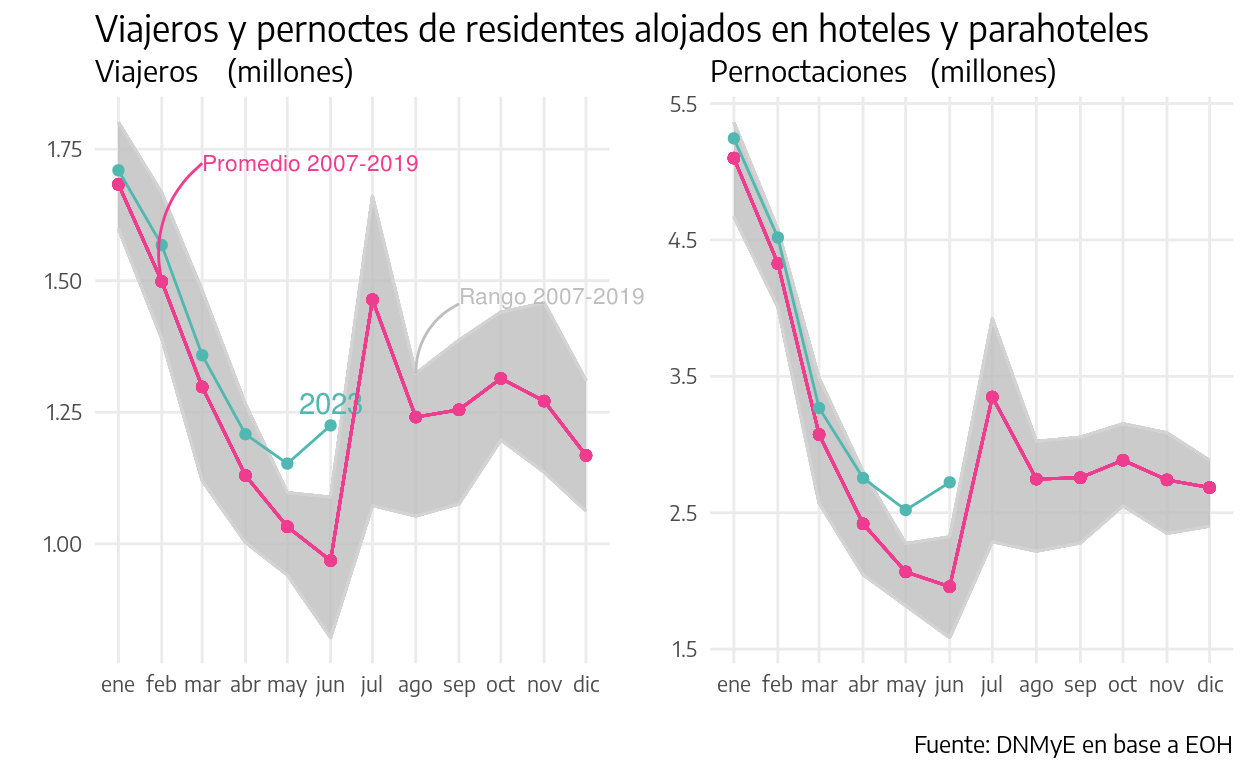 Viajeros y pernoctes de residentes alojados en hoteles y parahoteles
Viajeros (millones)
1.75
1.50
1.25
1.00
Promedio 2007-2019
Rango 2007-2019
2023
ene feb mar abr may jun jul ago sep oct nov dic
Pernoctaciones (millones)
5.5
4.5
3.5
2.5
1.5
ene feb mar abr may jun jul ago sep oct nov dic
Fuente: DNMyE en base a EOH